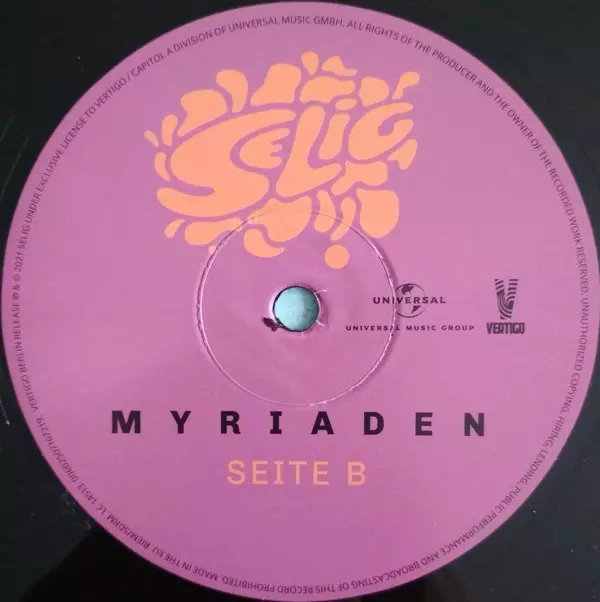 SELIG
UNIVERSAL
UNIVERSAL MUSIC GROUP
VERTIGO
MYRIADEN
SEITE B
VERTIGO BERLIN RELEASE ℗ & © 2021 SELIG UNDER EXCLUSIVE LICENSE TO VERTIGO / CAPITOL A DIVISION OF UNIVERSAL MUSIC GMBH. ALL RIGHTS OF THE PRODUCER AND THE OWNER OF THE RECORDED WORK RESERVED. UNAUTHORIZED COPYING, HIRING, LENDING, PUBLIC PERFORMANCE AND BROADCASTING OF THIS RECORD PROHIBITED. MADE IN THE EU. BIEM/SDRM LC 14513 00602507167219.